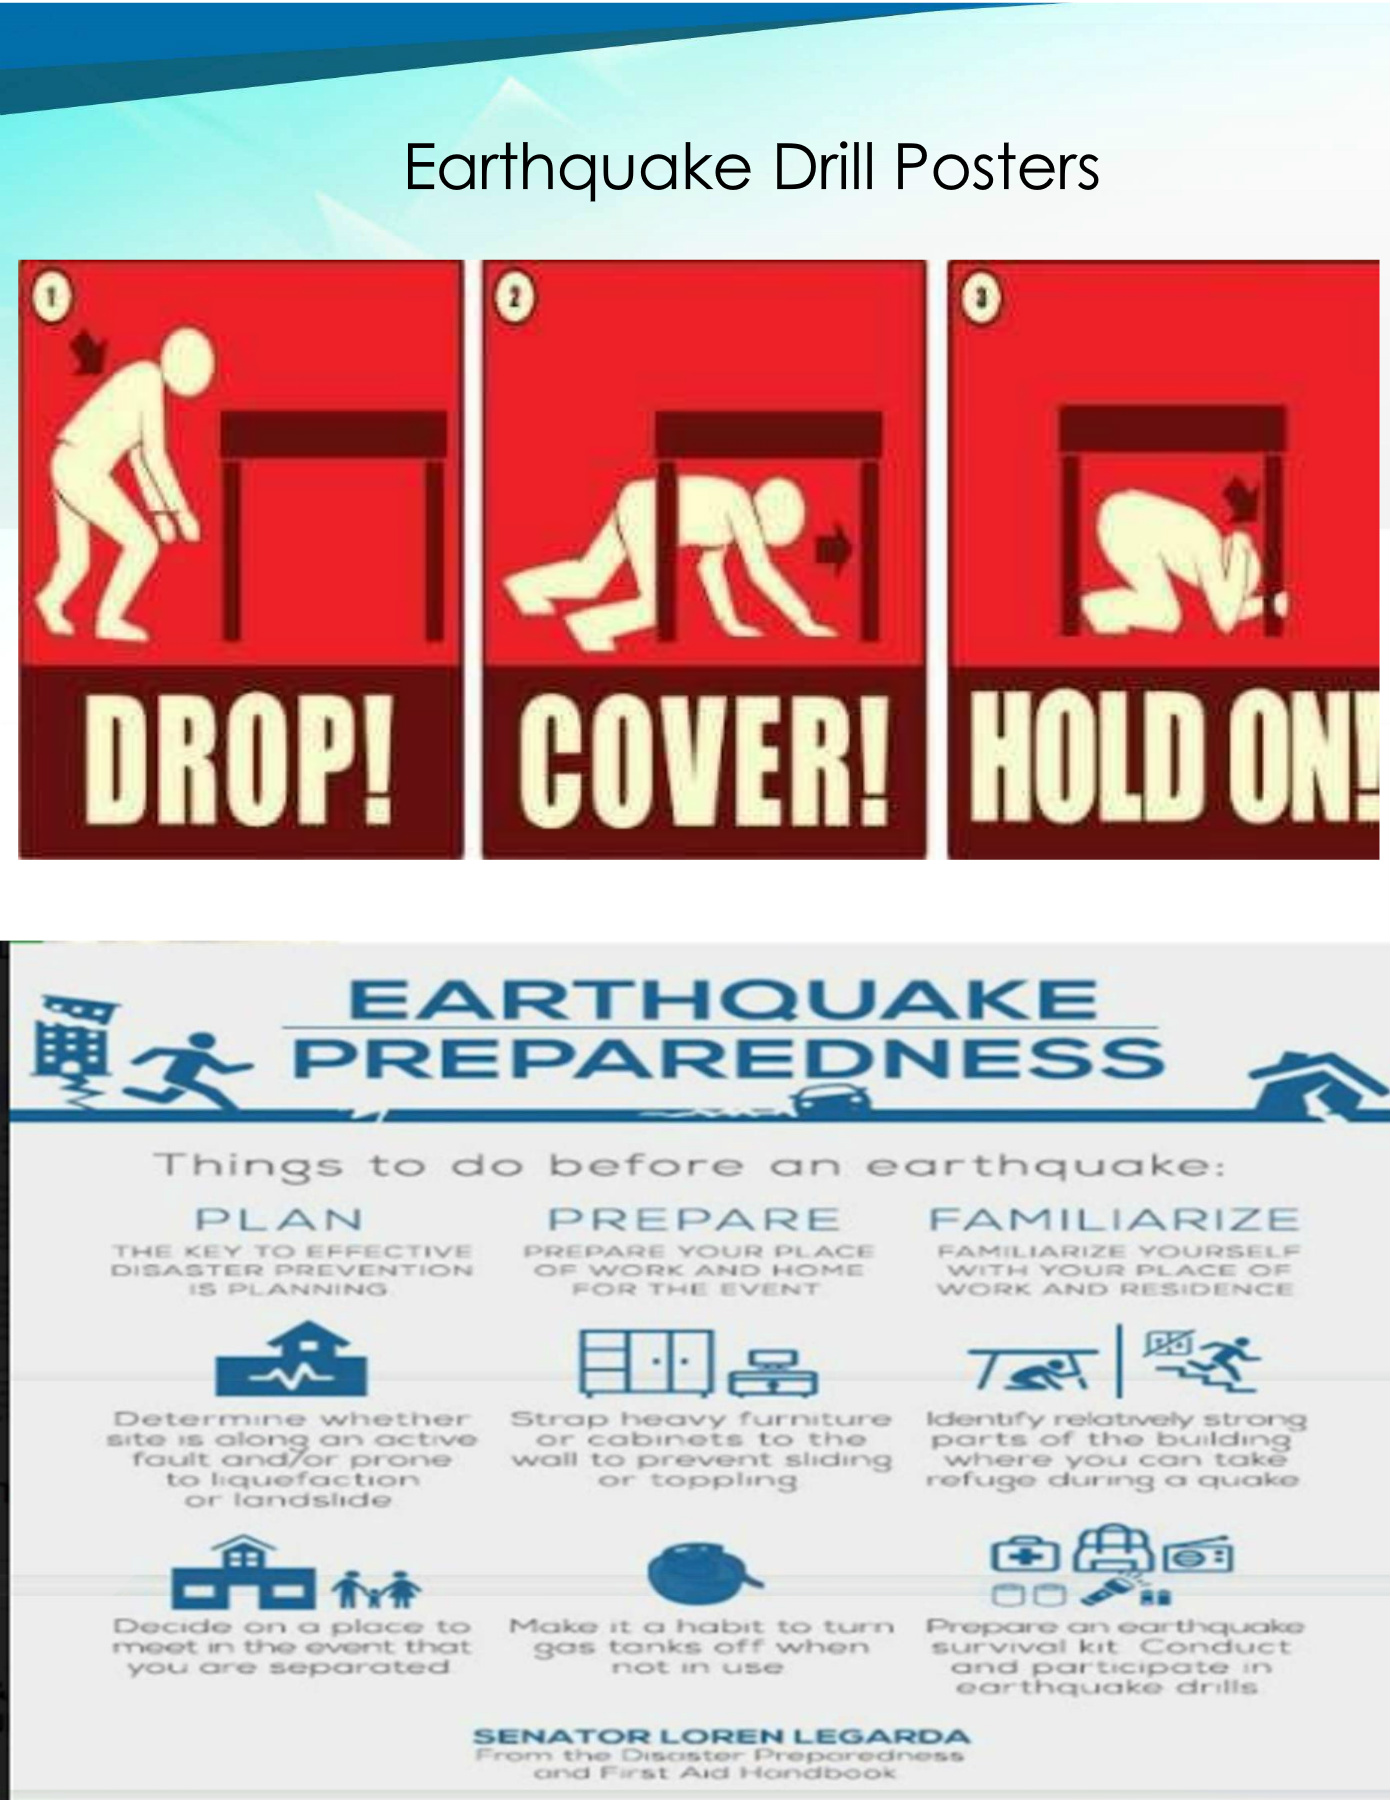 Earthquake Drill Posters
1
2
3
DROP!
COVER!
HOLD ON!
EARTHQUAKE
PREPAREDNESS
Things to do before an earthquake:
PLAN
THE KEY TO EFFECTIVE
DISASTER PREVENTION
IS PLANNING
Determine whether
site is along an active
fault and/or prone
to liquefaction
or landslide
Decide on a place to
meet in the event that
you are separated
PREPARE
PREPARE YOUR PLACE
OF WORK AND HOME
FOR THE EVENT
Strap heavy furniture
or cabinets to the
wall to prevent sliding
or toppling
Make it a habit to turn
gas tanks off when
not in use
FAMILIARIZE
FAMILIARIZE YOURSELF
WITH YOUR PLACE OF
WORK AND RESIDENCE
Identify relatively strong
parts of the building
where you can take
refuge during a quake
Prepare an earthquake
survival kit. Conduct
and participate in
earthquake drills.
SENATOR LOREN LEGARDA
From the Disaster Preparedness
and First Aid Handbook